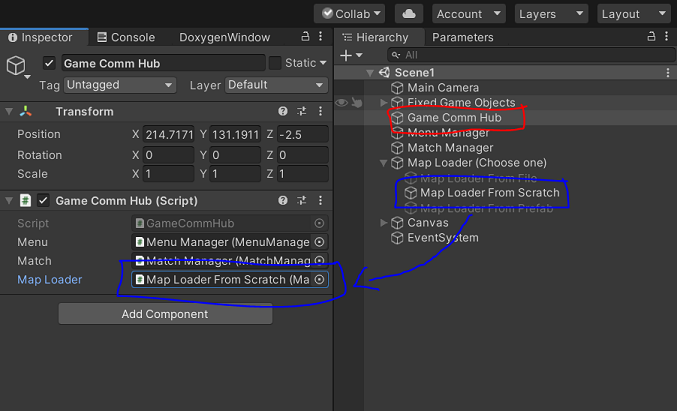 Collab
Account
Layers
Layout
Inspector
Console
DoxygenWindow
Game Comm Hub
Static
Tag Untagged
Layer Default
Transform
Position X 214.7171 Y 131.1911 Z -2.5
Rotation X 0 Y 0 Z 0
Scale X 1 Y 1 Z 1
Game Comm Hub (Script)
Script GameCommHub
Menu Menu Manager (MenuManage
Match Match Manager (MatchManag
Map Loader Map Loader From Scratch (Ma
Add Component
Hierarchy
Parameters
All
Scene1
Main Camera
Fixed Game Objects
Game Comm Hub
Menu Manager
Match Manager
Map Loader (Choose one)
Map Loader From File
Map Loader From Scratch
Map Loader From Prefab
Canvas
EventSystem